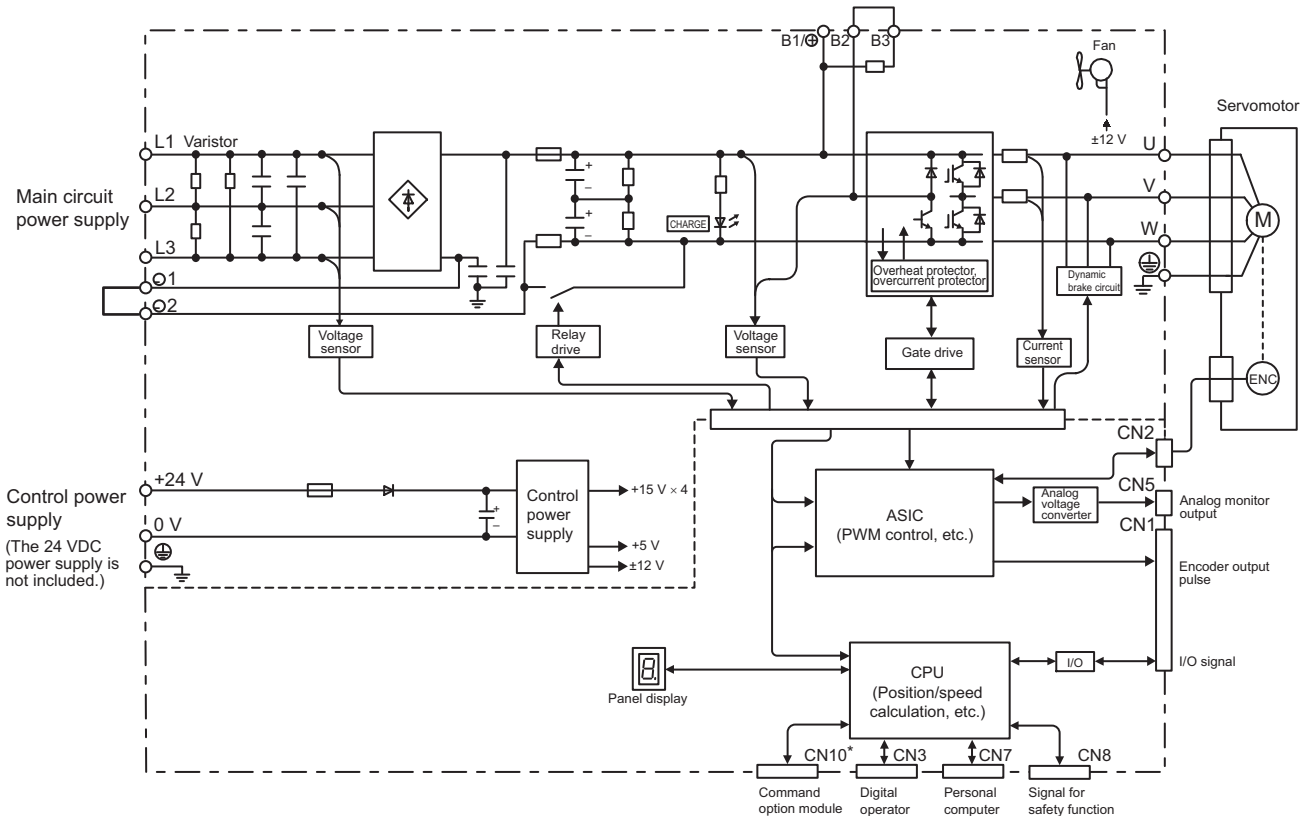 B1/⊕ B2 B3
Fan
±12 V
Servomotor
L1 Varistor
U
L2
V
Main circuit
power supply
CHARGE
M
W
L3
Overheat protector,
overcurrent protector
Dynamic
brake circuit
⊖1
⊖2
Voltage
sensor
Relay
drive
Voltage
sensor
Gate drive
Current
sensor
ENC
CN2
+24 V
Control power
supply
Control
power
supply
+15 V × 4
CN5
Analog
voltage
converter
Analog monitor
output
0 V
ASIC
(PWM control, etc.)
CN1
(The 24 VDC
power supply is
not included.)
+5 V
±12 V
Encoder output
pulse
8.
Panel display
CPU
(Position/speed
calculation, etc.)
I/O
I/O signal
CN10* CN3 CN7 CN8
Command
option module
Digital
operator
Personal
computer
Signal for
safety function
+
–
+
–
+
–